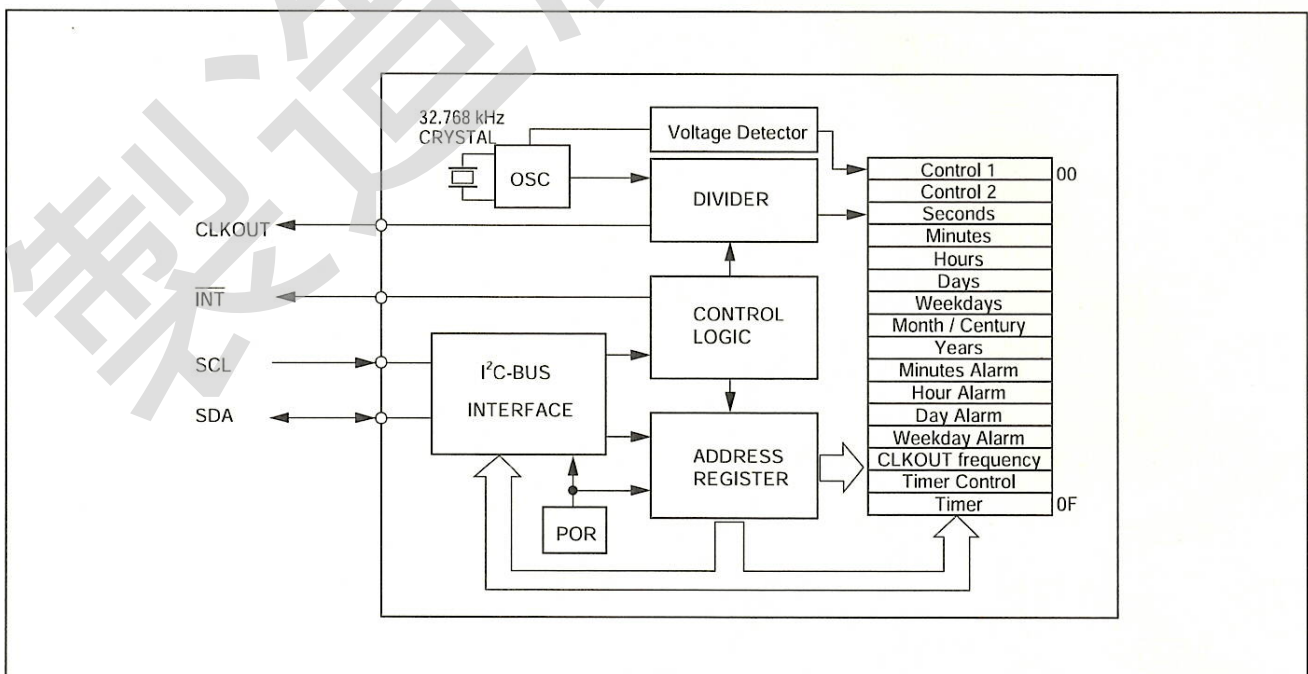 製造
32.768 kHz
CRYSTAL
OSC
Voltage Detector
DIVIDER
CLKOUT
INT
CONTROL
LOGIC
SCL
SDA
I²C-BUS
INTERFACE
ADDRESS
REGISTER
POR
Control 1
00
Control 2
Seconds
Minutes
Hours
Days
Weekdays
Month / Century
Years
Minutes Alarm
Hour Alarm
Day Alarm
Weekday Alarm
CLKOUT frequency
Timer Control
Timer
0F